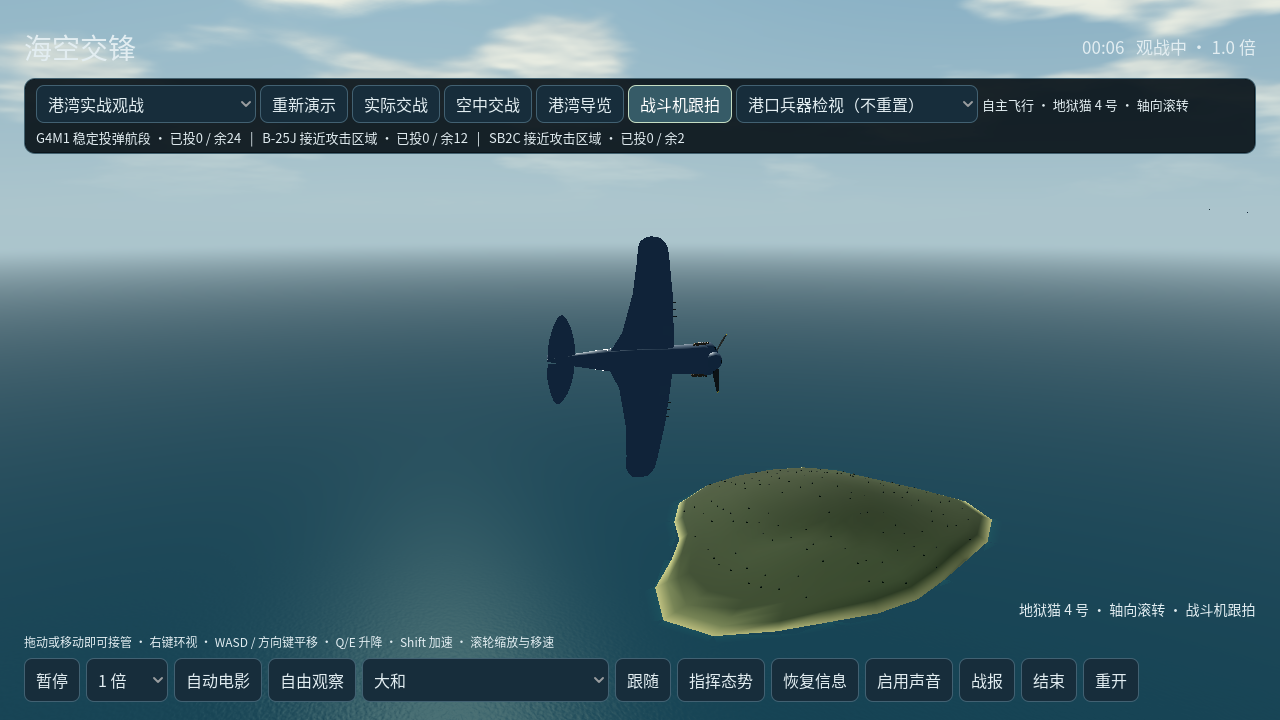 海空交锋
00:06 观战中 · 1.0 倍
港湾实战观战 重新演示 实际交战 空中交战 港湾导览 战斗机跟拍 港口兵器检视（不重置） 自主飞行 · 地狱猫 4 号 · 轴向滚转
G4M1 稳定投弹航段 · 已投0 / 余24 | B-25J 接近攻击区域 · 已投0 / 余12 | SB2C 接近攻击区域 · 已投0 / 余2
地狱猫 4 号 · 轴向滚转 · 战斗机跟拍
拖动或移动即可接管 · 右键环视 · WASD / 方向键平移 · Q/E 升降 · Shift 加速 · 滚轮缩放与移速
暂停 1 倍 自动电影 自由观察 大和 跟随 指挥态势 恢复信息 启用声音 战报 结束 重开